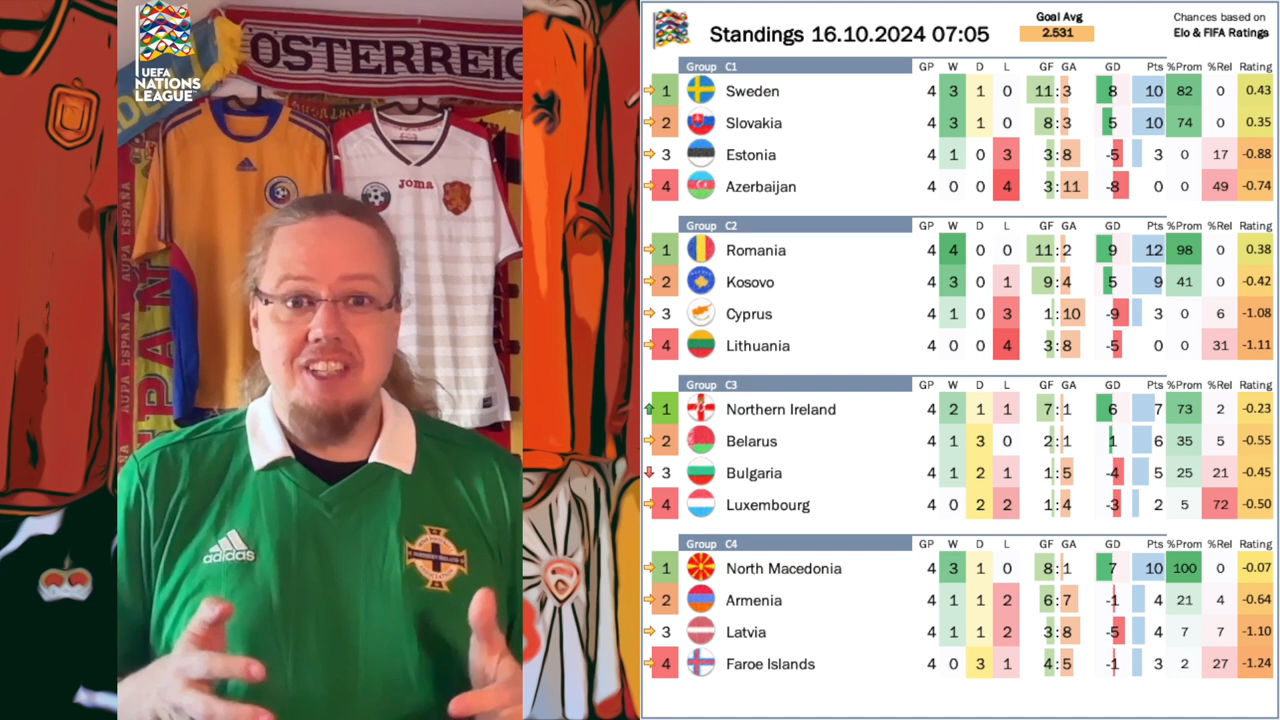 UEFA
NATIONS
LEAGUE
ÖSTERREIC
AUPA ESPAÑA
joma
adidas
Standings 16.10.2024 07:05
Goal Avg
2.531
Chances based on
Elo & FIFA Ratings
Group C1 GP W D L GF GA GD Pts %Prom %Rel Rating
1 Sweden 4 3 1 0 11:3 8 10 82 0 0.43
2 Slovakia 4 3 1 0 8:3 5 10 74 0 0.35
3 Estonia 4 1 0 3 3:8 -5 3 0 17 -0.88
4 Azerbaijan 4 0 0 4 3:11 -8 0 0 49 -0.74
Group C2 GP W D L GF GA GD Pts %Prom %Rel Rating
1 Romania 4 4 0 0 11:2 9 12 98 0 0.38
2 Kosovo 4 3 0 1 9:4 5 9 41 0 -0.42
3 Cyprus 4 1 0 3 1:10 -9 3 0 6 -1.08
4 Lithuania 4 0 0 4 3:8 -5 0 0 31 -1.11
Group C3 GP W D L GF GA GD Pts %Prom %Rel Rating
1 Northern Ireland 4 2 1 1 7:1 6 7 73 2 -0.23
2 Belarus 4 1 3 0 2:1 1 6 35 5 -0.55
3 Bulgaria 4 1 2 1 1:5 -4 5 25 21 -0.45
4 Luxembourg 4 0 2 2 1:4 -3 2 5 72 -0.50
Group C4 GP W D L GF GA GD Pts %Prom %Rel Rating
1 North Macedonia 4 3 1 0 8:1 7 10 100 0 -0.07
2 Armenia 4 1 1 2 6:7 -1 4 21 4 -0.64
3 Latvia 4 1 1 2 3:8 -5 4 7 7 -1.10
4 Faroe Islands 4 0 3 1 4:5 -1 3 2 27 -1.24